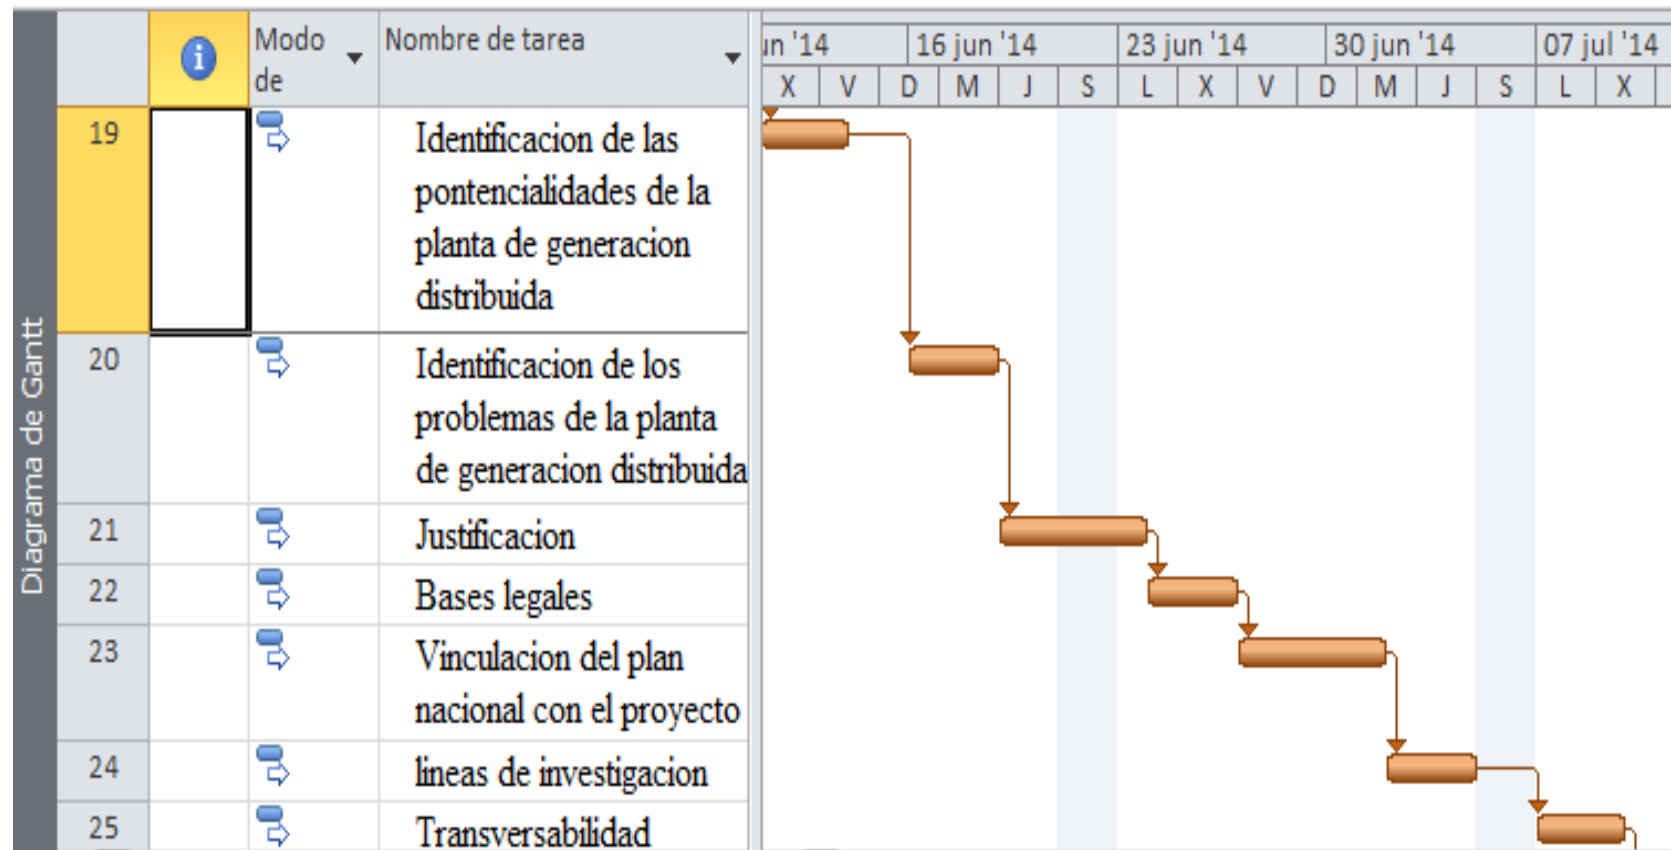 Modo de
Nombre de tarea
un '14
16 jun '14
23 jun '14
30 jun '14
07 jul '14
X V D M J S L X V D M J S L X
19
Identificacion de las
pontencialidades de la
planta de generacion
distribuida
20
Identificacion de los
problemas de la planta
de generacion distribuida
21
Justificacion
22
Bases legales
23
Vinculacion del plan
nacional con el proyecto
24
lineas de investigacion
25
Transversabilidad
Diagrama de Gantt